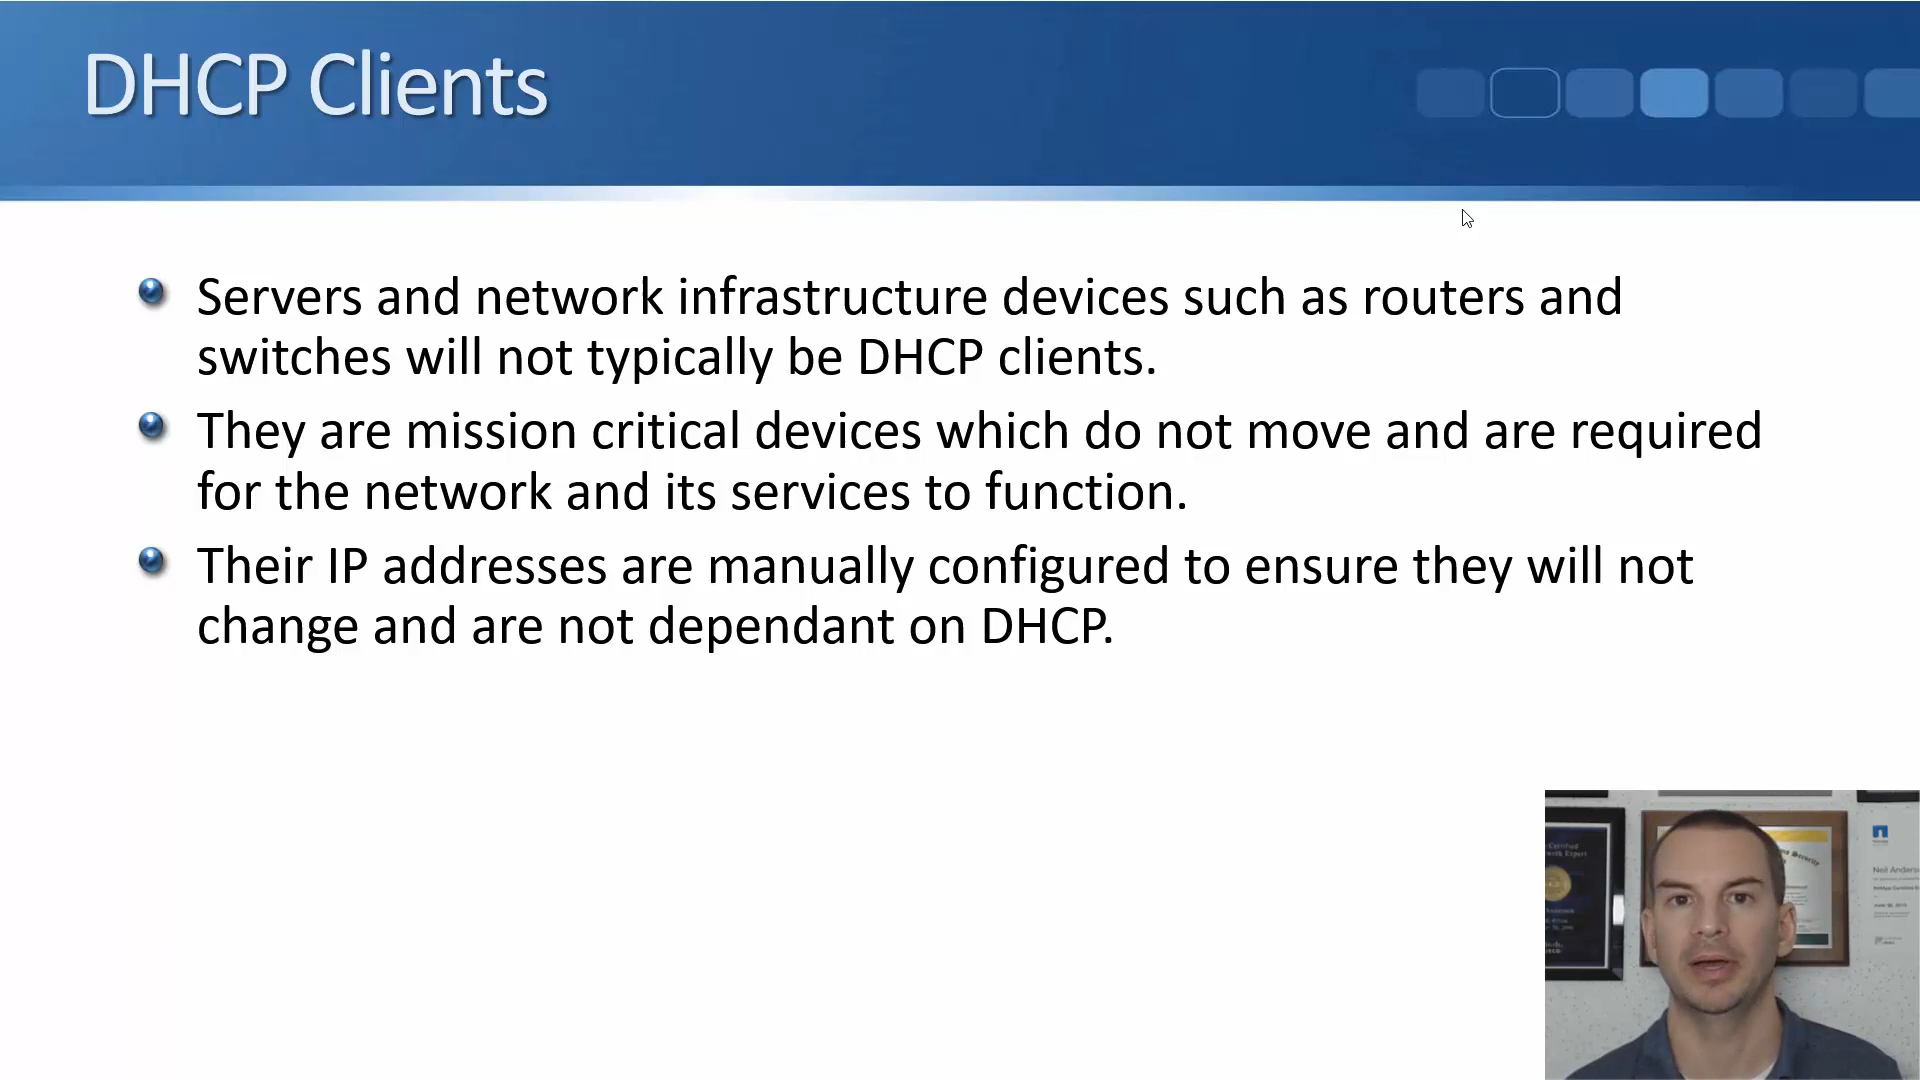 DHCP Clients
Servers and network infrastructure devices such as routers and
switches will not typically be DHCP clients.
They are mission critical devices which do not move and are required
for the network and its services to function.
Their IP addresses are manually configured to ensure they will not
change and are not dependant on DHCP.
Neil Anders